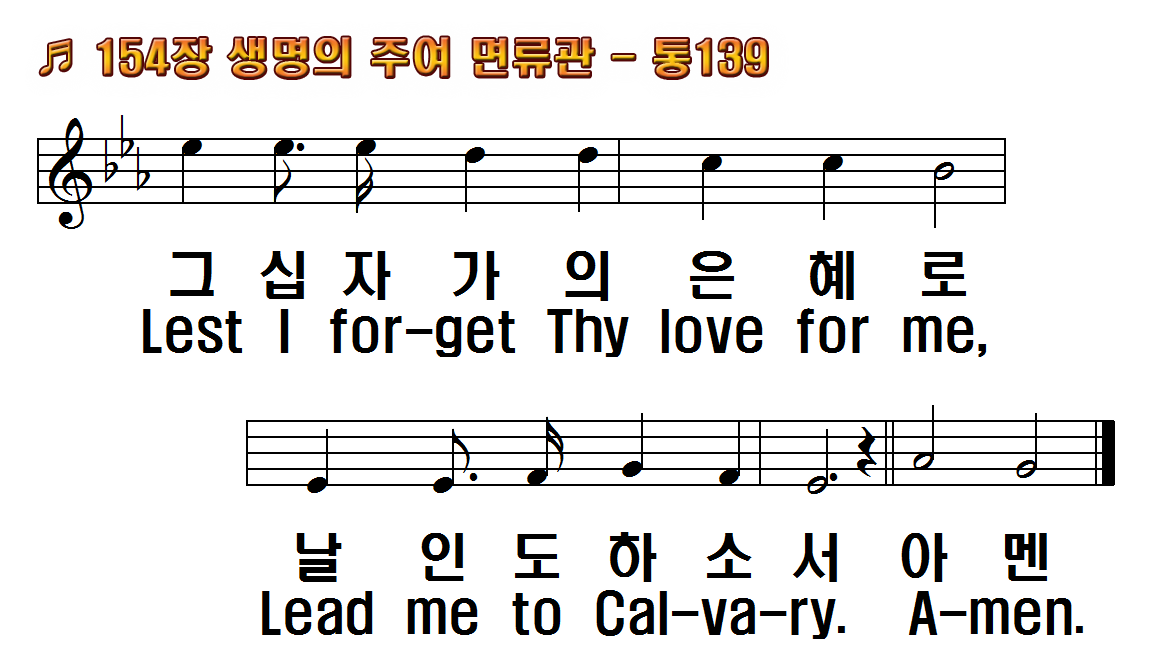 ♬ 154장 생명의 주여 면류관 - 통139
그 십 자 가 의 은 혜 로
Lest I for-get Thy love for me,
날 인 도 하 소 서 아 멘
Lead me to Cal-va-ry. A-men.